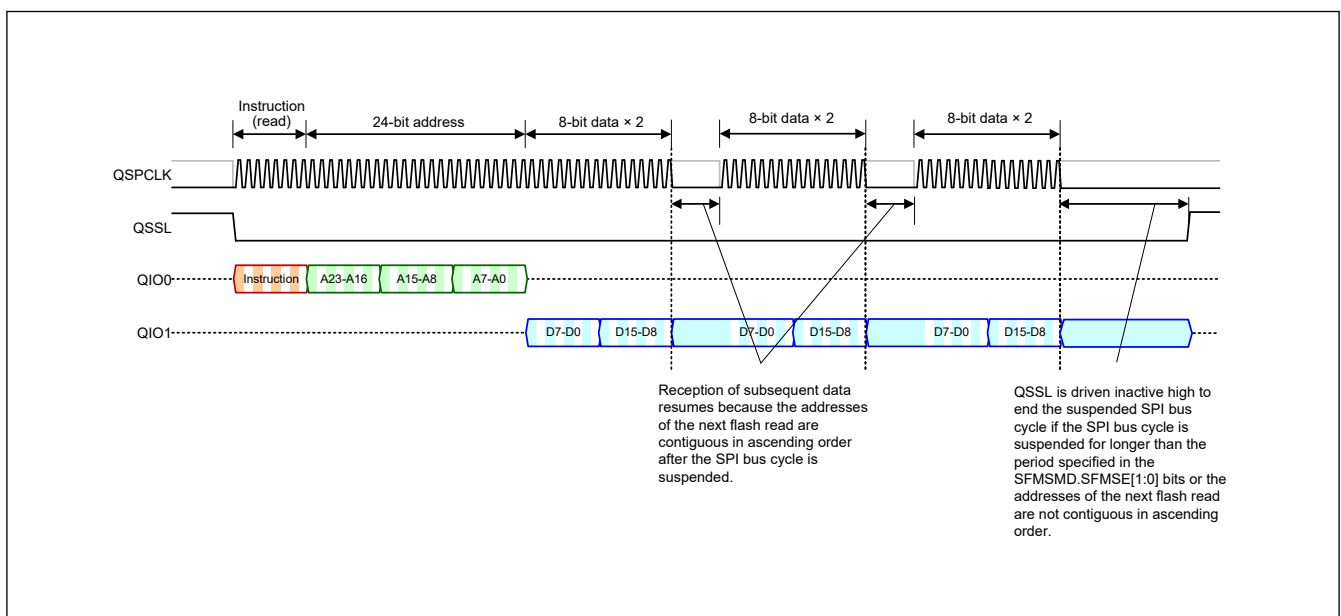 Instruction
(read)
24-bit address
8-bit data × 2
8-bit data × 2
8-bit data × 2
QSPCLK
QSSL
QIO0
Instruction
A23-A16
A15-A8
A7-A0
QIO1
D7-D0
D15-D8
D7-D0
D15-D8
D7-D0
D15-D8
Reception of subsequent data
resumes because the addresses
of the next flash read are
contiguous in ascending order
after the SPI bus cycle is
suspended.
QSSL is driven inactive high to
end the suspended SPI bus
cycle if the SPI bus cycle is
suspended for longer than the
period specified in the
SFMSMD.SFMSE[1:0] bits or the
addresses of the next flash read
are not contiguous in ascending
order.